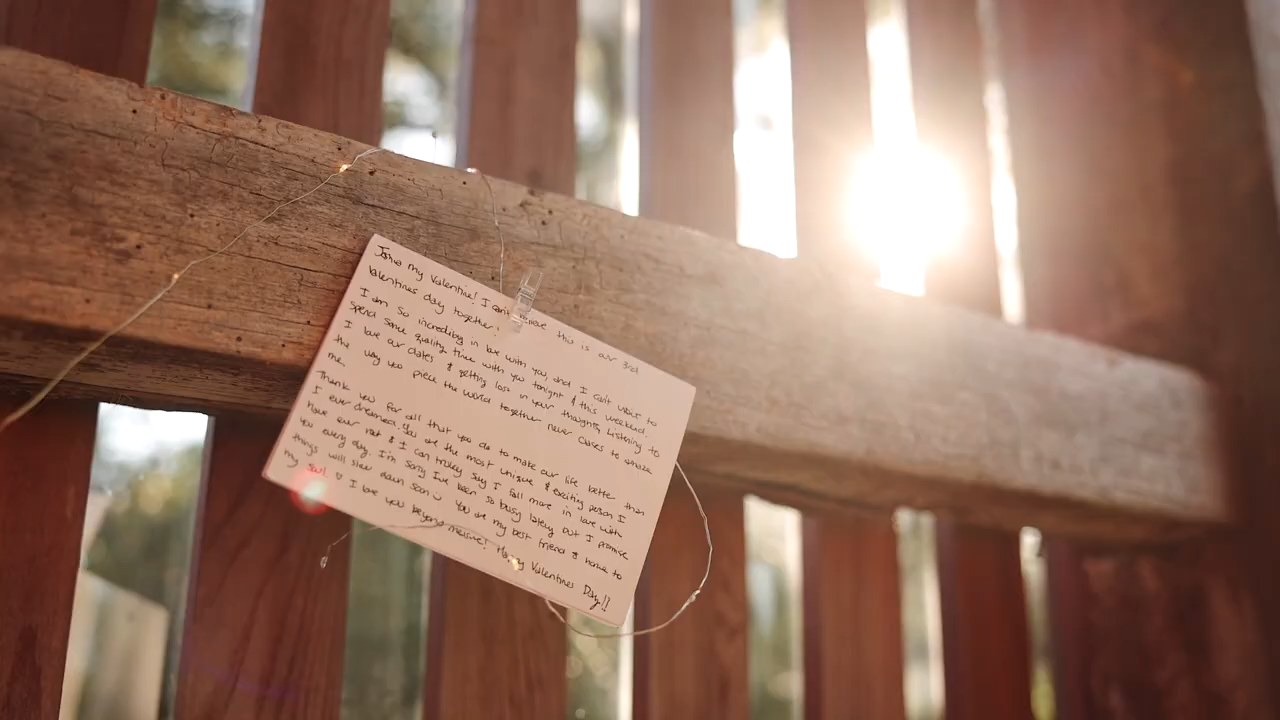 my Valentine! I can't this is our 3rd
Valentines day together!
I am so incredibly in love with you, and I can't wait to
spend some quality time with you tonight & this weekend.
I love our dates & getting lost in your thoughts, listening to
the way you piece the world together never ceases to amaze
me.
Thank you for all that you do to make our life better than
I ever dreamed. You are the most unique & exciting person I
have ever met & I can truley say I fall more in love with
you every day. I'm sorry I've been so busy lately but I promise
things will slow down soon You are my best friend & home to
my soul ♡ I love you beyond measure! Happy Valentines Day!!